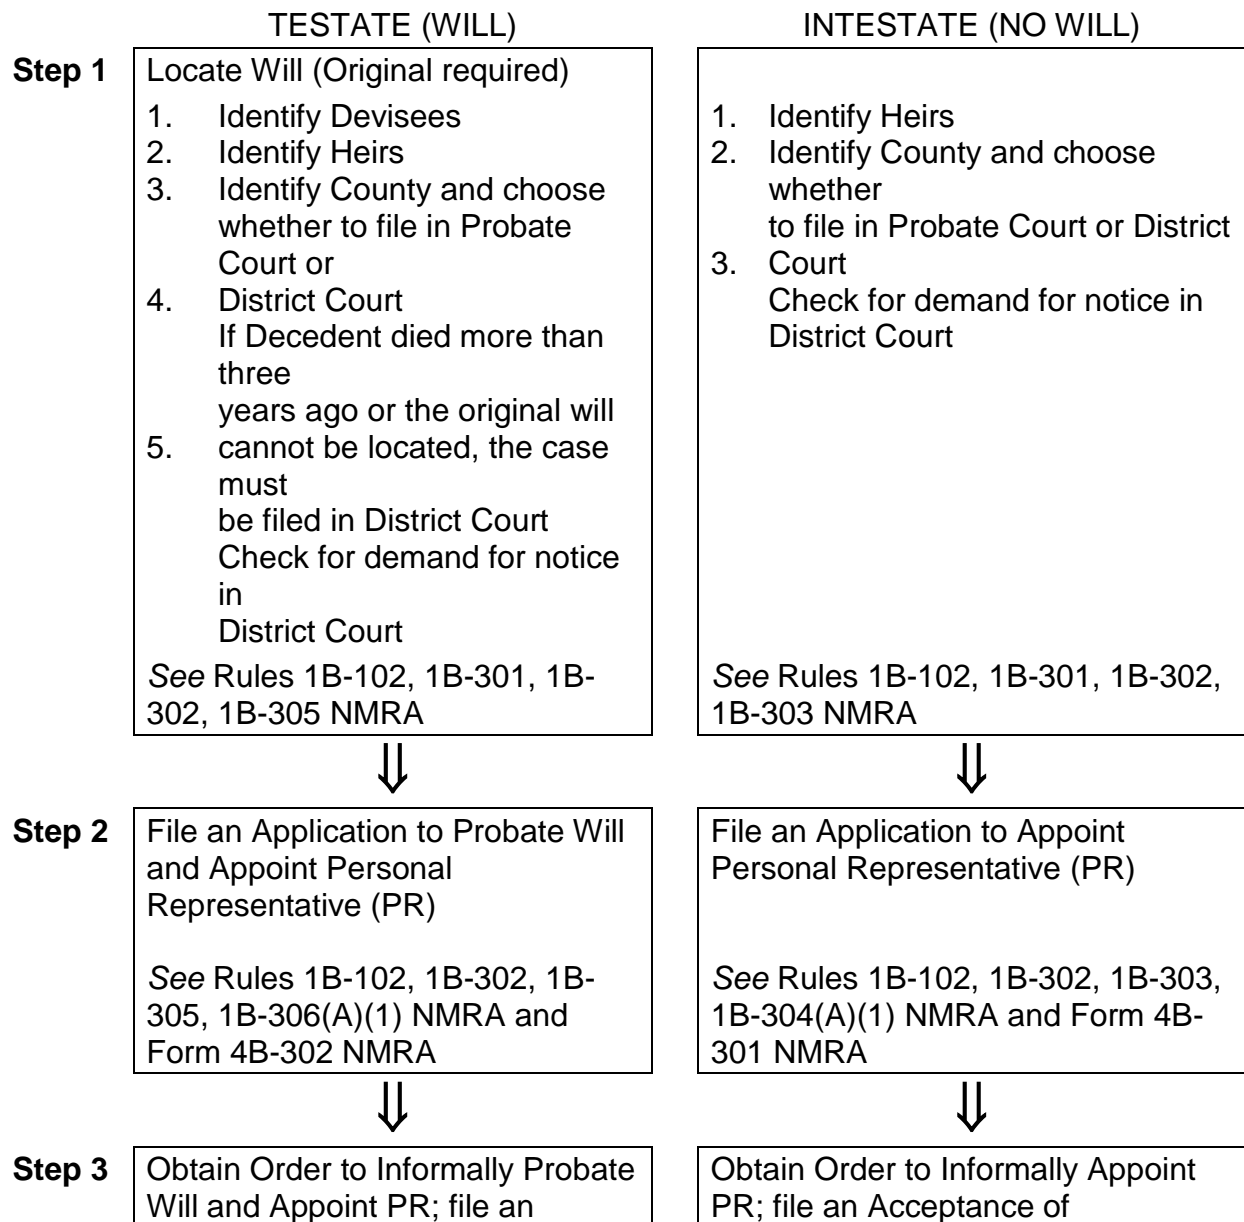 TESTATE (WILL)
INTESTATE (NO WILL)
Step 1
Locate Will (Original required)
1. Identify Devisees
2. Identify Heirs
3. Identify County and choose
whether to file in Probate
Court or
4. District Court
If Decedent died more than
three
years ago or the original will
5. cannot be located, the case
must
be filed in District Court
Check for demand for notice
in
District Court
See Rules 1B-102, 1B-301, 1B-
302, 1B-305 NMRA
1. Identify Heirs
2. Identify County and choose
whether
to file in Probate Court or District
3. Court
Check for demand for notice in
District Court
See Rules 1B-102, 1B-301, 1B-302,
1B-303 NMRA
Step 2
File an Application to Probate Will
and Appoint Personal
Representative (PR)
See Rules 1B-102, 1B-302, 1B-
305, 1B-306(A)(1) NMRA and
Form 4B-302 NMRA
File an Application to Appoint
Personal Representative (PR)
See Rules 1B-102, 1B-302, 1B-303,
1B-304(A)(1) NMRA and Form 4B-
301 NMRA
Step 3
Obtain Order to Informally Probate
Will and Appoint PR; file an
Obtain Order to Informally Appoint
PR; file an Acceptance of